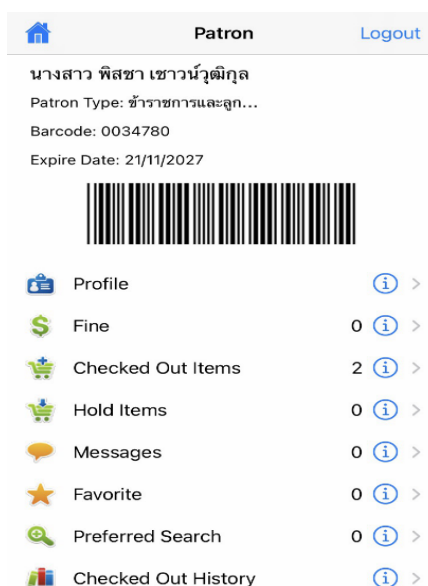 Patron Logout
นางสาว พิสชา เชาวน์วุฒิกุล
Patron Type: ข้าราชการและลูก...
Barcode: 0034780
Expire Date: 21/11/2027
Profile
Fine 0
Checked Out Items 2
Hold Items 0
Messages 0
Favorite 0
Preferred Search 0
Checked Out History